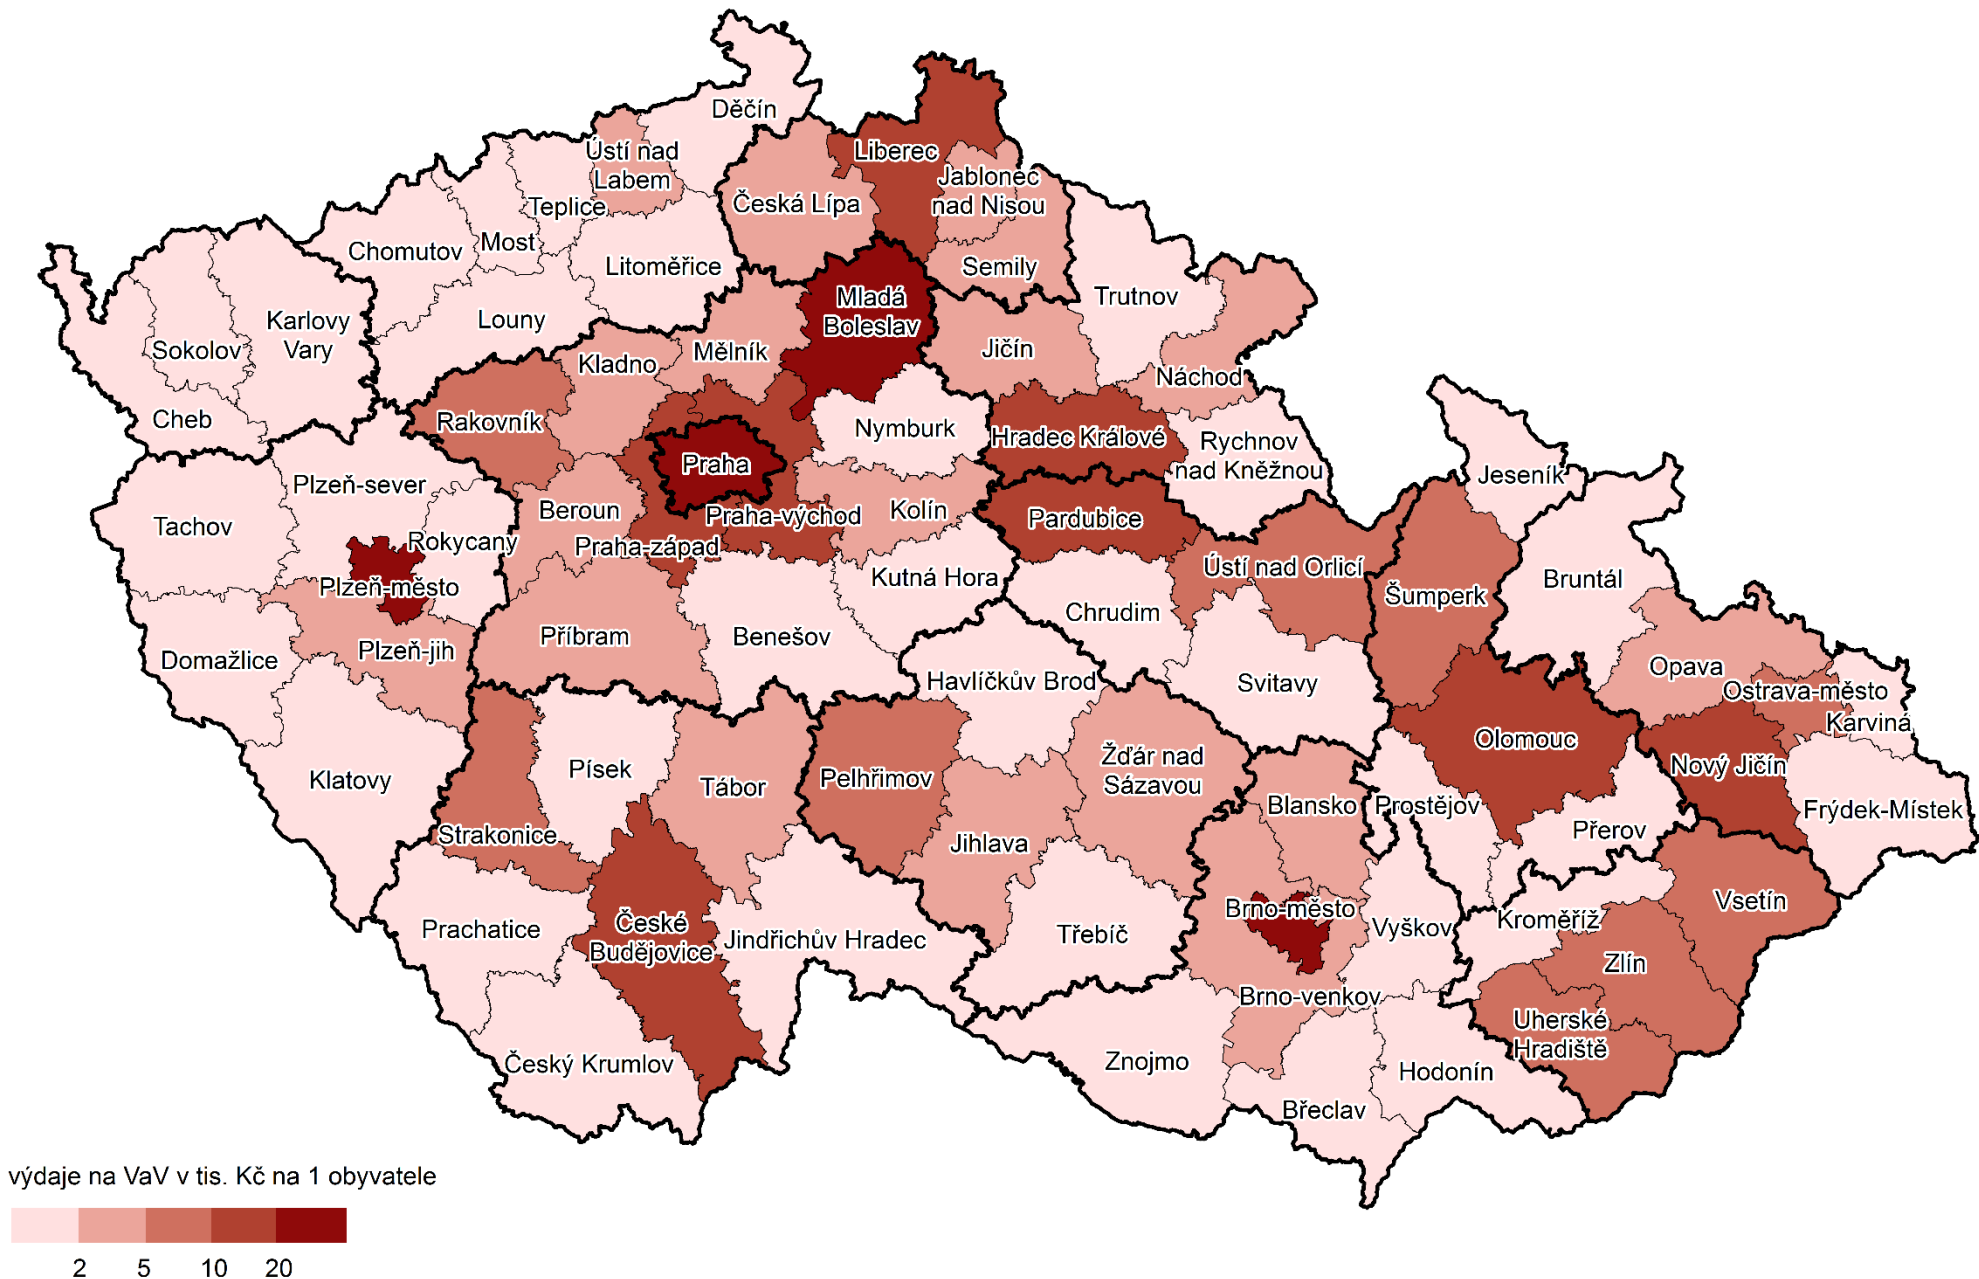 Děčín
Ústí nad
Labem
Liberec
Jablonec
nad Nisou
Česká Lípa
Teplice
Most
Chomutov
Litoměřice
Semily
Trutnov
Mladá
Boleslav
Louny
Karlovy
Vary
Sokolov
Mělník
Jičín
Kladno
Náchod
Cheb
Rakovník
Nymburk
Hradec Králové
Rychnov
nad Kněžnou
Praha
Jeseník
Plzeň-sever
Tachov
Beroun
Praha-východ
Kolín
Pardubice
Rokycany
Praha-západ
Ústí nad Orlicí
Kutná Hora
Bruntál
Plzeň-město
Šumperk
Chrudim
Příbram
Benešov
Plzeň-jih
Domažlice
Opava
Havlíčkův Brod
Svitavy
Ostrava-město
Karviná
Olomouc
Nový Jičín
Žďár nad
Sázavou
Písek
Klatovy
Pelhřimov
Tábor
Blansko
Prostějov
Frýdek-Místek
Přerov
Strakonice
Jihlava
Vsetín
Brno-město
Kroměříž
České
Budějovice
Prachatice
Vyškov
Třebíč
Jindřichův Hradec
Zlín
Brno-venkov
Uherské
Hradiště
Český Krumlov
Znojmo
Hodonín
Břeclav
výdaje na VaV v tis. Kč na 1 obyvatele
2 5 10 20